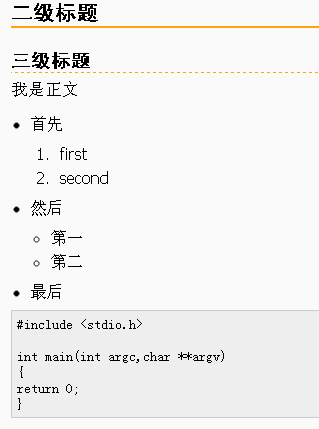 二级标题
三级标题
我是正文
• 首先
1. first
2. second
• 然后
◦ 第一
◦ 第二
• 最后
#include <stdio.h>
int main(int argc,char **argv)
{
return 0;
}